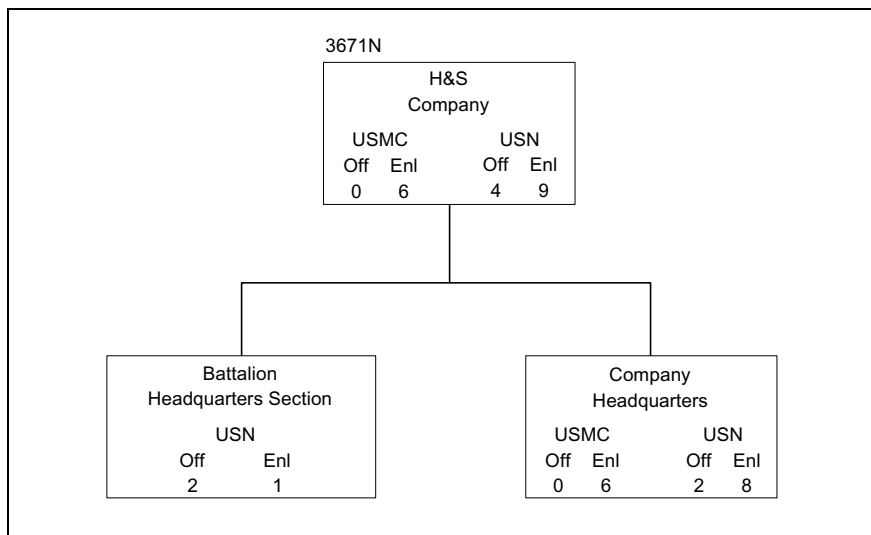 3671N
H&S
Company
USMC USN
Off Enl Off Enl
0 6 4 9
Battalion
Headquarters Section
USN
Off Enl
2 1
Company
Headquarters
USMC USN
Off Enl Off Enl
0 6 2 8